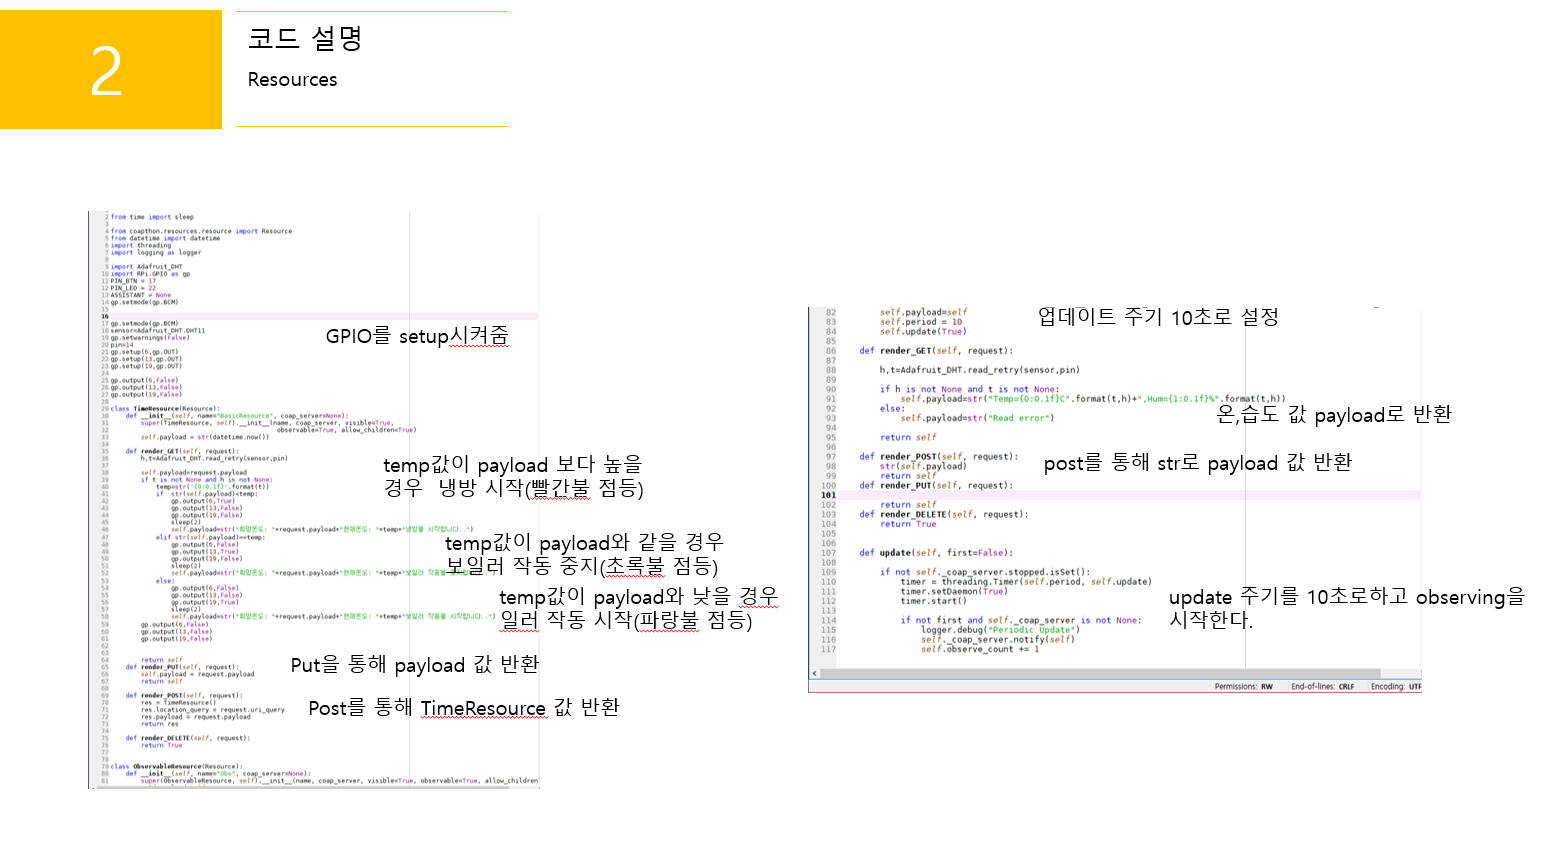 2
코드 설명
Resources
2 from time import sleep
3
4 from coapthon.resources.resource import Resource
5 from datetime import datetime
6 import threading
7 import logging as logger
8
9 import Adafruit_DHT
10 import RPi.GPIO as gp
11 PIN_BTN = 17
12 PIN_LED = 22
13 ASSISTANT = None
14 gp.setmode(gp.BCM)
15
16
17 gp.setmode(gp.BCM)
18 sensor=Adafruit_DHT.DHT11
19 gp.setwarnings(False)
20 pin=14
21 gp.setup(6,gp.OUT)
22 gp.setup(13,gp.OUT)
23 gp.setup(19,gp.OUT)
24
25 gp.output(6,False)
26 gp.output(13,False)
27 gp.output(19,False)
28
29 class TimeResource(Resource):
30 def __init__(self, name="BasicResource", coap_server=None):
31 super(TimeResource, self).__init__(name, coap_server, visible=True,
32 observable=True, allow_children=True)
33 self.payload = str(datetime.now())
34
35 def render_GET(self, request):
36 h,t=Adafruit_DHT.read_retry(sensor,pin)
37
38 self.payload=request.payload
39 if t is not None and h is not None:
40 temp=str('{0:0.1f}'.format(t))
41 if str(self.payload)<temp:
42 gp.output(6,True)
43 gp.output(13,False)
44 gp.output(19,False)
45 sleep(2)
46 self.payload=str("희망온도: "+request.payload+"현재온도: "+temp+"냉방을 시작합니다..")
47 elif str(self.payload)==temp:
48 gp.output(6,False)
49 gp.output(13,True)
50 gp.output(19,False)
51 sleep(2)
52 self.payload=str("희망온도: "+request.payload+"현재온도: "+temp+"보일러 작동을
53 else:
54 gp.output(6,False)
55 gp.output(13,False)
56 gp.output(19,True)
57 sleep(2)
58 self.payload=str("희망온도: "+request.payload+"현재온도: "+temp+"보일러 작동을 시작합니다..")
59 gp.output(6,False)
60 gp.output(13,False)
61 gp.output(19,False)
62
63
64 return self
65 def render_PUT(self, request):
66 self.payload = request.payload
67 return self
68
69 def render_POST(self, request):
70 res = TimeResource()
71 res.location_query = request.uri_query
72 res.payload = request.payload
73 return res
74
75 def render_DELETE(self, request):
76 return True
77
78
79 class ObservableResource(Resource):
80 def __init__(self, name="Obs", coap_server=None):
81 super(ObservableResource, self).__init__(name, coap_server, visible=True, observable=True, allow_children
GPIO를 setup시켜줌
temp값이 payload 보다 높을
경우 냉방 시작(빨간불 점등)
temp값이 payload와 같을 경우
보일러 작동 중지(초록불 점등)
temp값이 payload와 낮을 경우
일러 작동 시작(파랑불 점등)
Put을 통해 payload 값 반환
Post를 통해 TimeResource 값 반환
82 self.payload=self
83 self.period = 10
84 self.update(True)
85
86 def render_GET(self, request):
87
88 h,t=Adafruit_DHT.read_retry(sensor,pin)
89
90 if h is not None and t is not None:
91 self.payload=str("Temp={0:0.1f}C".format(t,h)+",Hum={1:0.1f}%".format(t,h))
92 else:
93 self.payload=str("Read error")
94
95 return self
96
97 def render_POST(self, request):
98 str(self.payload)
99 return self
100 def render_PUT(self, request):
101
102 return self
103 def render_DELETE(self, request):
104 return True
105
106
107 def update(self, first=False):
108
109 if not self._coap_server.stopped.isSet():
110 timer = threading.Timer(self.period, self.update)
111 timer.setDaemon(True)
112 timer.start()
113
114 if not first and self._coap_server is not None:
115 logger.debug("Periodic Update")
116 self._coap_server.notify(self)
117 self.observe_count += 1
업데이트 주기 10초로 설정
온,습도 값 payload로 반환
post를 통해 str로 payload 값 반환
update 주기를 10초로하고 observing을
시작한다.
Permissions: RW End-of-lines: CRLF Encoding: UTF